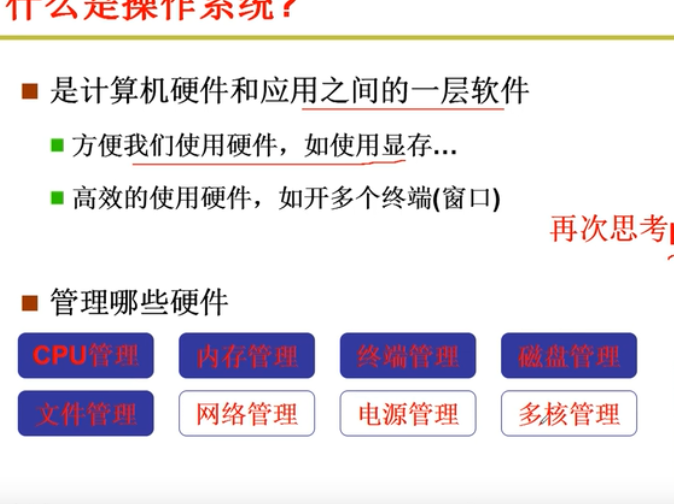 什么是操作系统?
是计算机硬件和应用之间的一层软件
方便我们使用硬件，如使用显存...
高效的使用硬件，如开多个终端(窗口)
再次思考
管理哪些硬件
CPU管理 内存管理 终端管理 磁盘管理
文件管理 网络管理 电源管理 多核管理